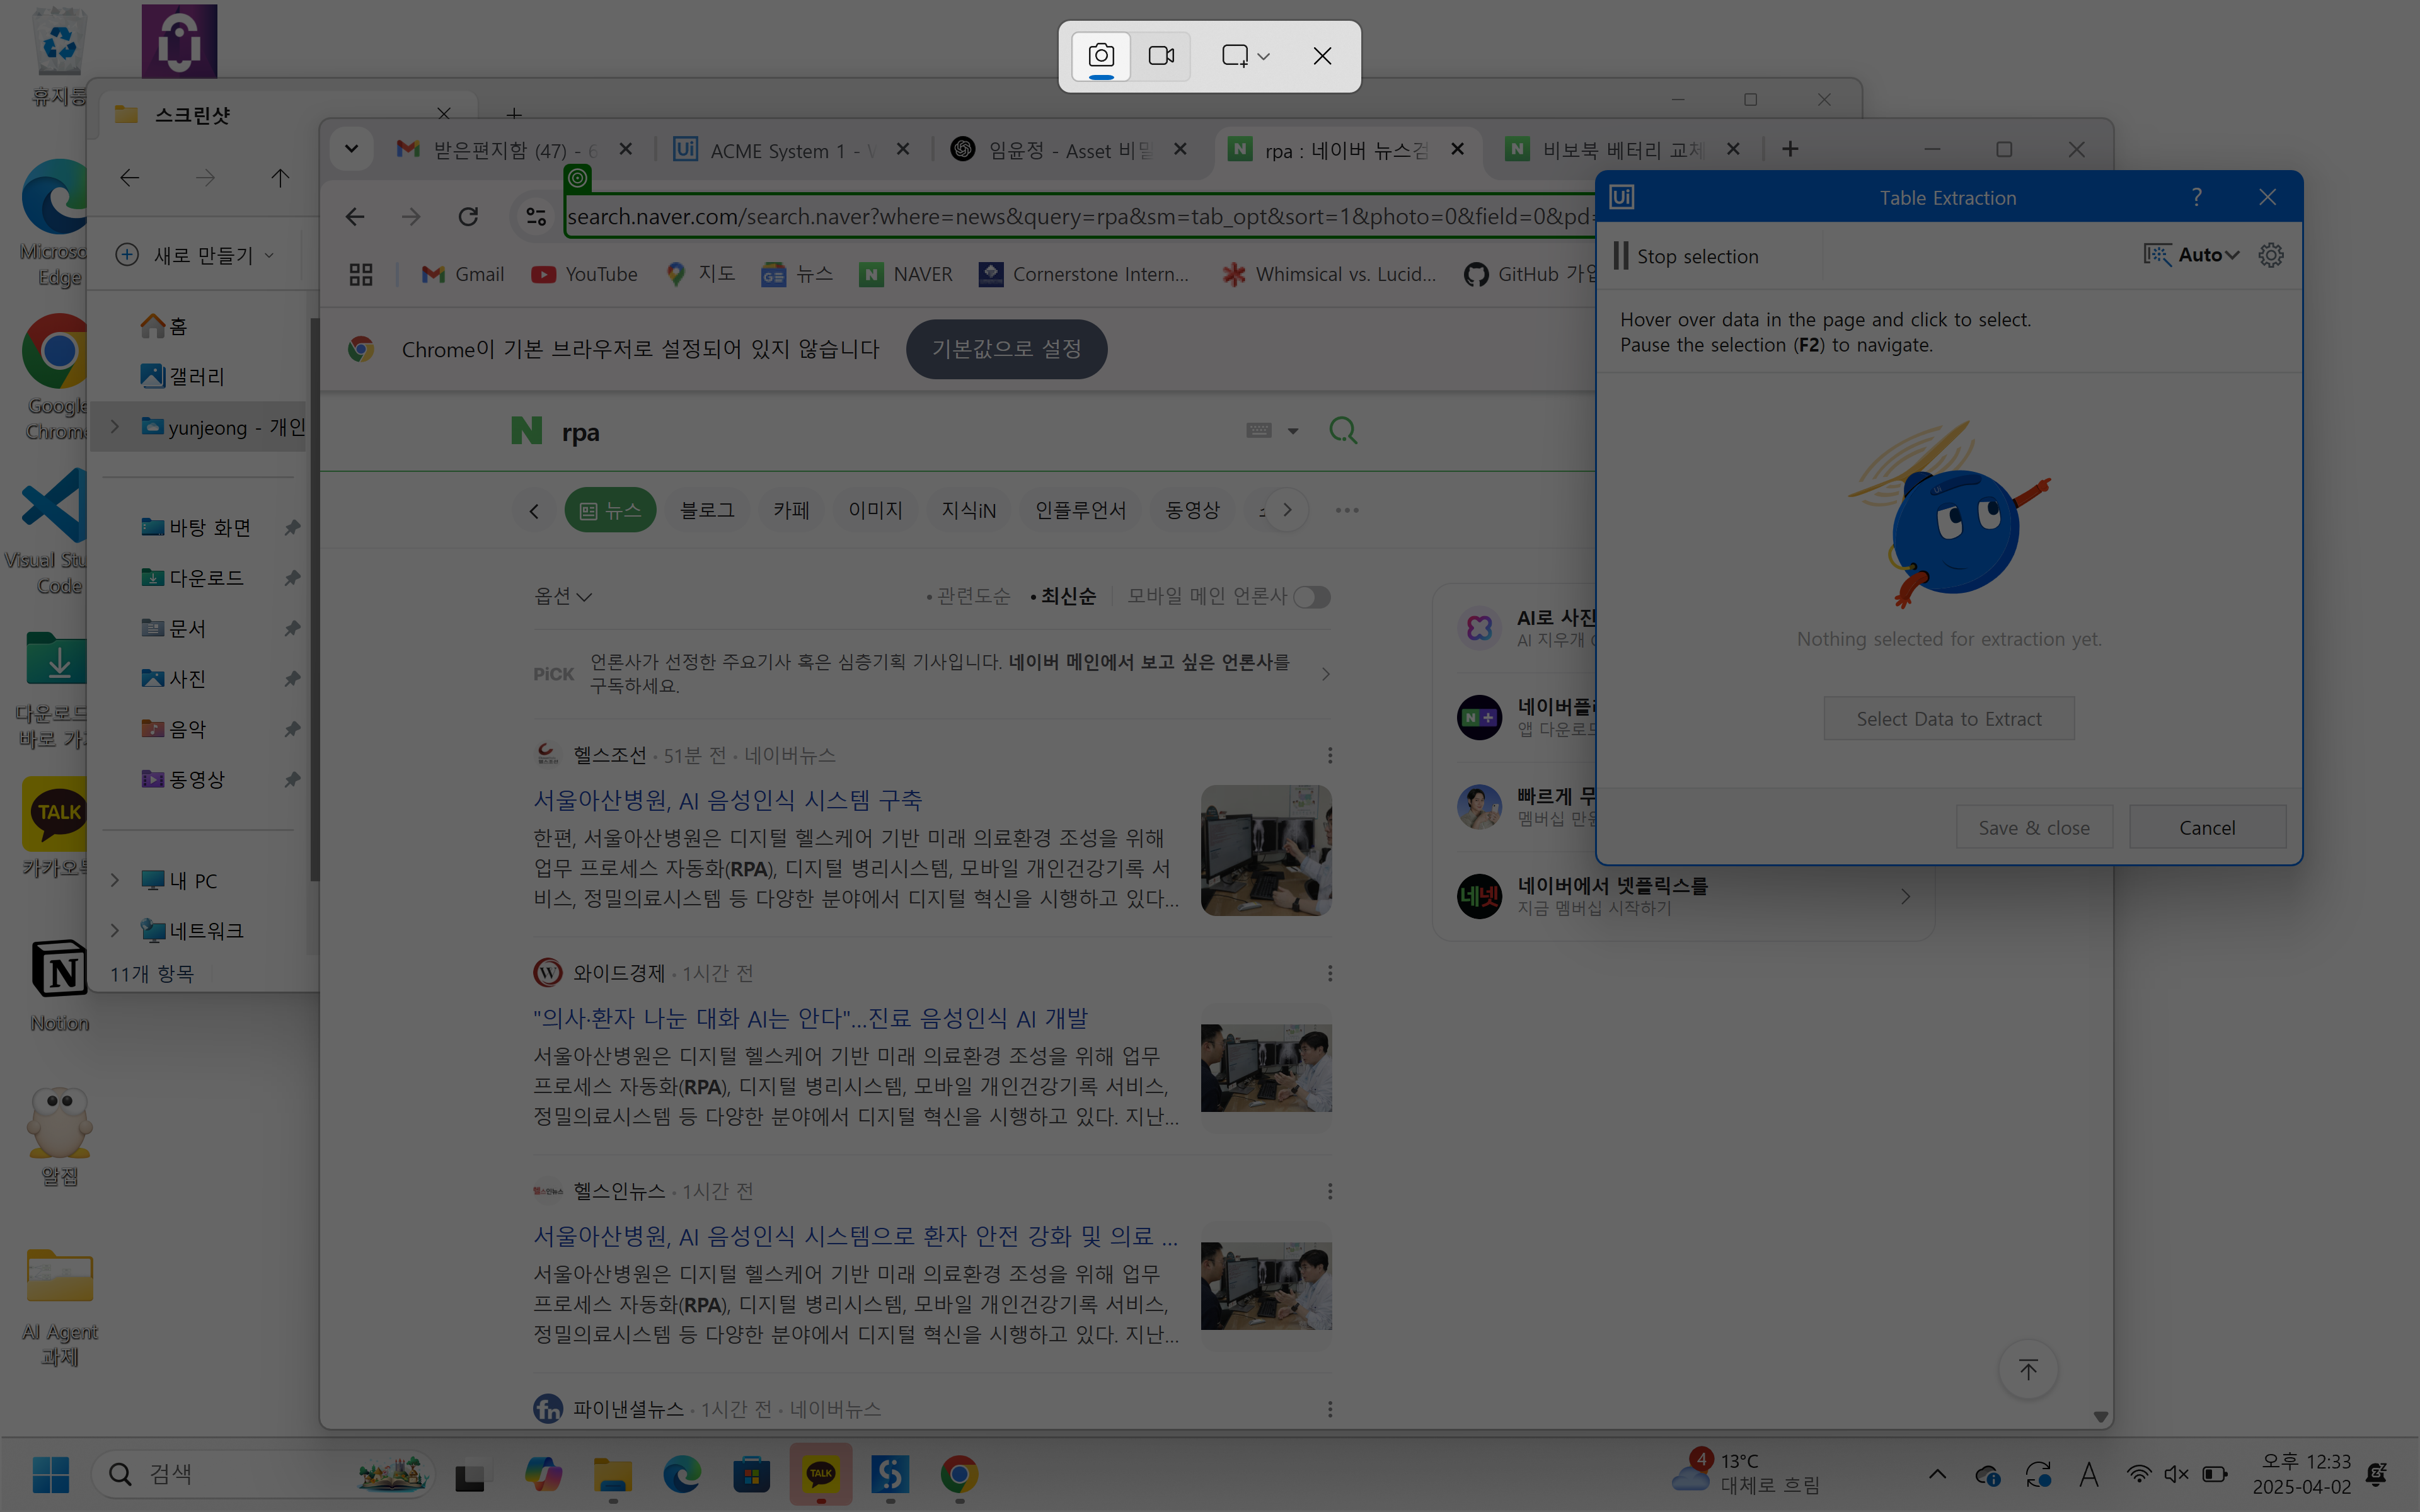 휴지통
Microso
Edge
Google
Chrome
Visual Stu
Code
다운로드
바로 가
TALK
카카오톡
Notion
알집
AI Agent
과제
스크린샷
새로 만들기
홈
갤러리
yunjeong - 개인
바탕 화면
다운로드
문서
사진
음악
동영상
내 PC
네트워크
11개 항목
받은편지함 (47) - 6
Ui
ACME System 1 - W
임윤정 - Asset 비밀
rpa : 네이버 뉴스검
비보북 베터리 교체
search.naver.com/search.naver?where=news&query=rpa&sm=tab_opt&sort=1&photo=0&field=0&pd=
Gmail
YouTube
지도
뉴스
NAVER
Cornerstone Intern...
Whimsical vs. Lucid...
GitHub 가입
Chrome이 기본 브라우저로 설정되어 있지 않습니다
기본값으로 설정
N rpa
뉴스
블로그
카페
이미지
지식iN
인플루언서
동영상
옵션
• 관련도순
• 최신순
모바일 메인 언론사
PiCK
언론사가 선정한 주요기사 혹은 심층기획 기사입니다. 네이버 메인에서 보고 싶은 언론사를
구독하세요.
헬스조선 · 51분 전 · 네이버뉴스
서울아산병원, AI 음성인식 시스템 구축
한편, 서울아산병원은 디지털 헬스케어 기반 미래 의료환경 조성을 위해
업무 프로세스 자동화(RPA), 디지털 병리시스템, 모바일 개인건강기록 서
비스, 정밀의료시스템 등 다양한 분야에서 디지털 혁신을 시행하고 있다...
와이드경제 · 1시간 전
"의사·환자 나눈 대화 AI는 안다"...진료 음성인식 AI 개발
서울아산병원은 디지털 헬스케어 기반 미래 의료환경 조성을 위해 업무
프로세스 자동화(RPA), 디지털 병리시스템, 모바일 개인건강기록 서비스,
정밀의료시스템 등 다양한 분야에서 디지털 혁신을 시행하고 있다. 지난...
헬스인뉴스 · 1시간 전
서울아산병원, AI 음성인식 시스템으로 환자 안전 강화 및 의료 ...
서울아산병원은 디지털 헬스케어 기반 미래 의료환경 조성을 위해 업무
프로세스 자동화(RPA), 디지털 병리시스템, 모바일 개인건강기록 서비스,
정밀의료시스템 등 다양한 분야에서 디지털 혁신을 시행하고 있다. 지난...
fn 파이낸셜뉴스 · 1시간 전 · 네이버뉴스
AI로 사진
AI 지우개
네이버플
앱 다운로드
빠르게 무
멤버십 만
네넷
네이버에서 넷플릭스를
지금 멤버십 시작하기
Ui
Table Extraction
Stop selection
Auto
Hover over data in the page and click to select.
Pause the selection (F2) to navigate.
Nothing selected for extraction yet.
Select Data to Extract
Save & close
Cancel
검색
TALK
4
13°C
대체로 흐림
A
오후 12:33
2025-04-02